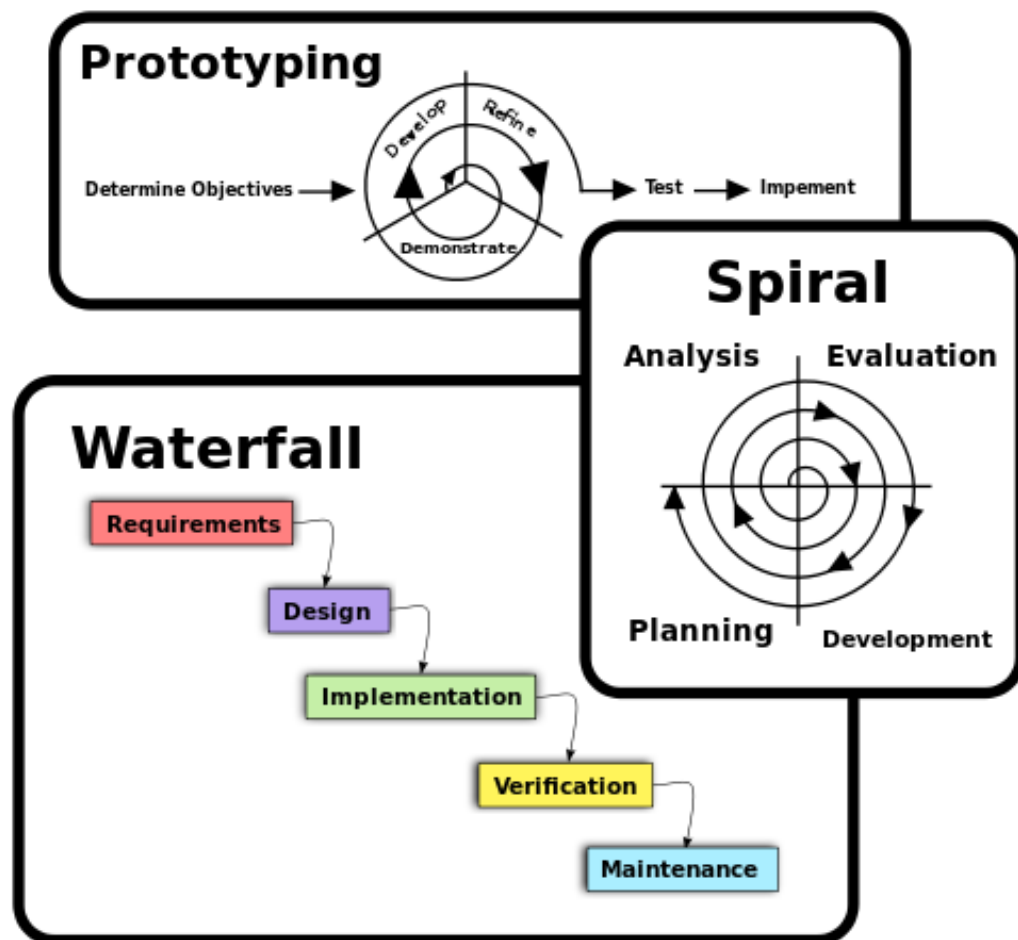 Prototyping
Develop
Refine
Determine Objectives
Test
Impement
Demonstrate
Spiral
Analysis
Evaluation
Planning
Development
Waterfall
Requirements
Design
Implementation
Verification
Maintenance